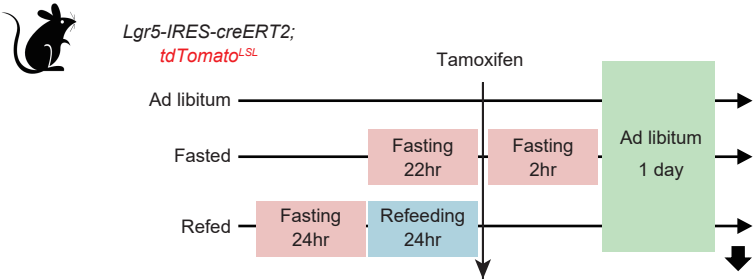 Lgr5-IRES-creERT2;
tdTomatoLSL
Tamoxifen
Ad libitum
Fasted
Fasting
22hr
Fasting
2hr
Ad libitum
1 day
Refed
Fasting
24hr
Refeeding
24hr